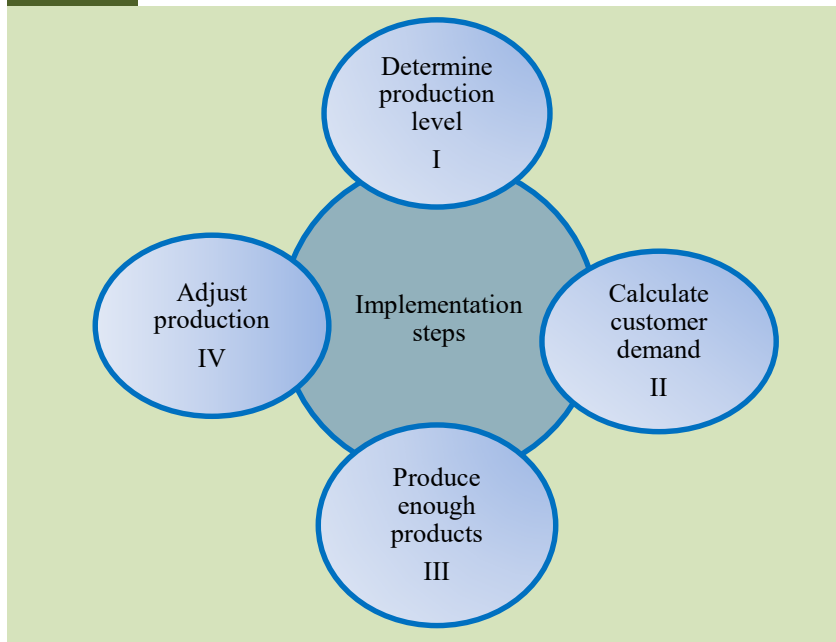 Determine
production
level
I
Implementation
steps
Calculate
customer
demand
II
Produce
enough
products
III
Adjust
production
IV